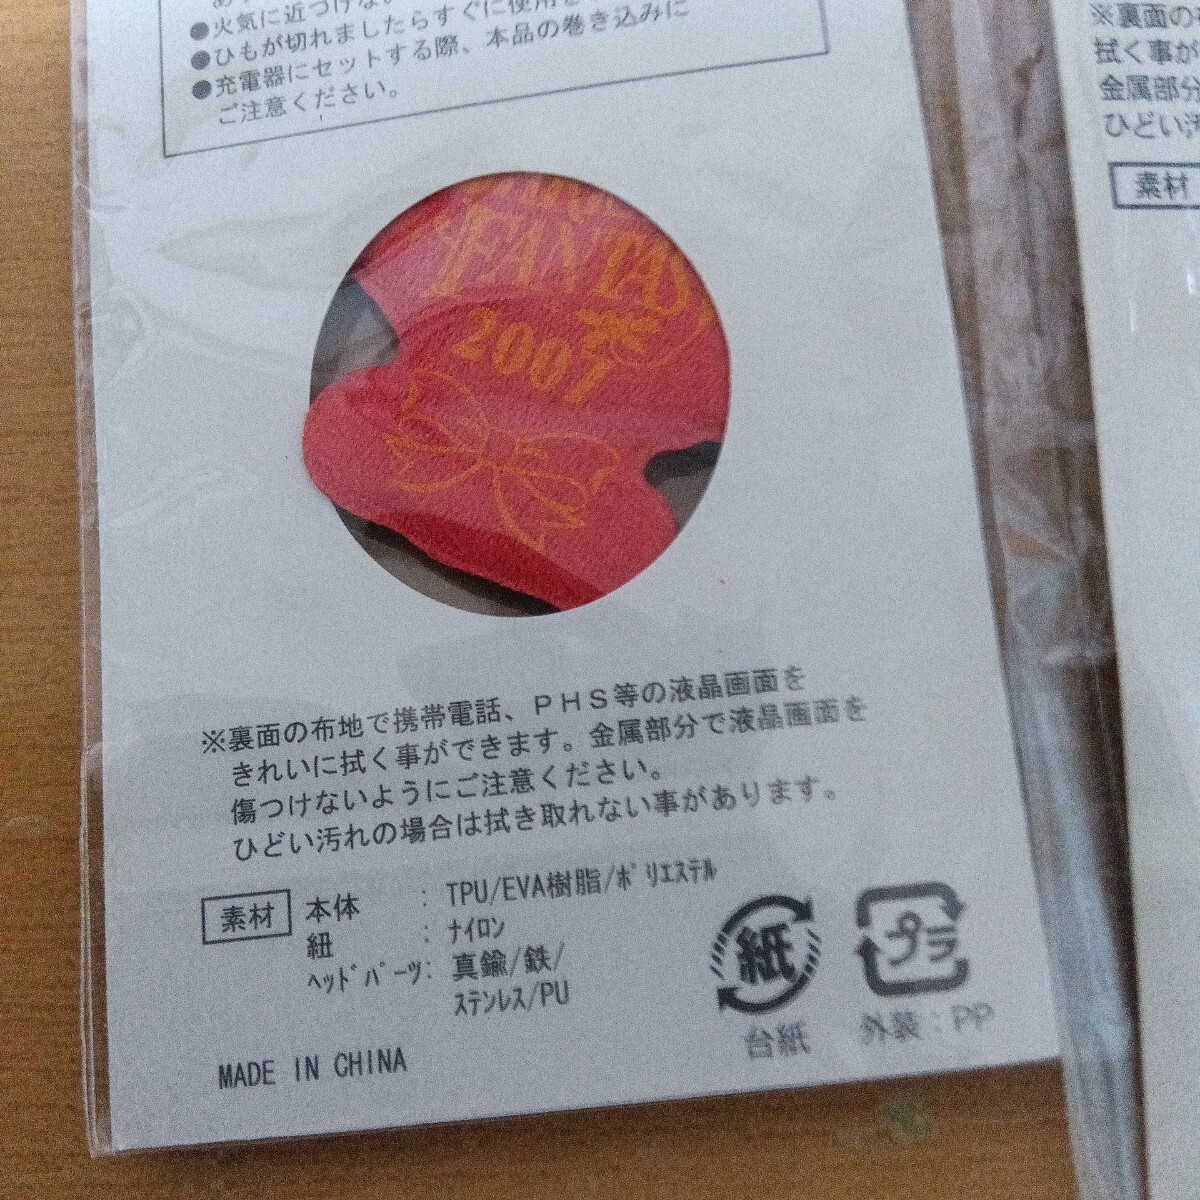 ●火気に近づけない
●ひもが切れましたらすぐに使用を
●充電器にセットする際、本品の巻き込みに
ご注意ください。
FANTAS
2007
※裏面の布地で携帯電話、PHS等の液晶画面を
きれいに拭く事ができます。金属部分で液晶画面を
傷つけないようにご注意ください。
ひどい汚れの場合は拭き取れない事があります。
素材 本体 : TPU/EVA樹脂/ﾎﾟﾘｴｽﾃﾙ
紐 : ﾅｲﾛﾝ
ﾍｯﾄﾞﾊﾟｰﾂ: 真鍮/鉄/
ｽﾃﾝﾚｽ/PU
紙
台紙
プラ
外装：PP
MADE IN CHINA
※裏面の
拭く事が
金属部分
ひどい汚
素材